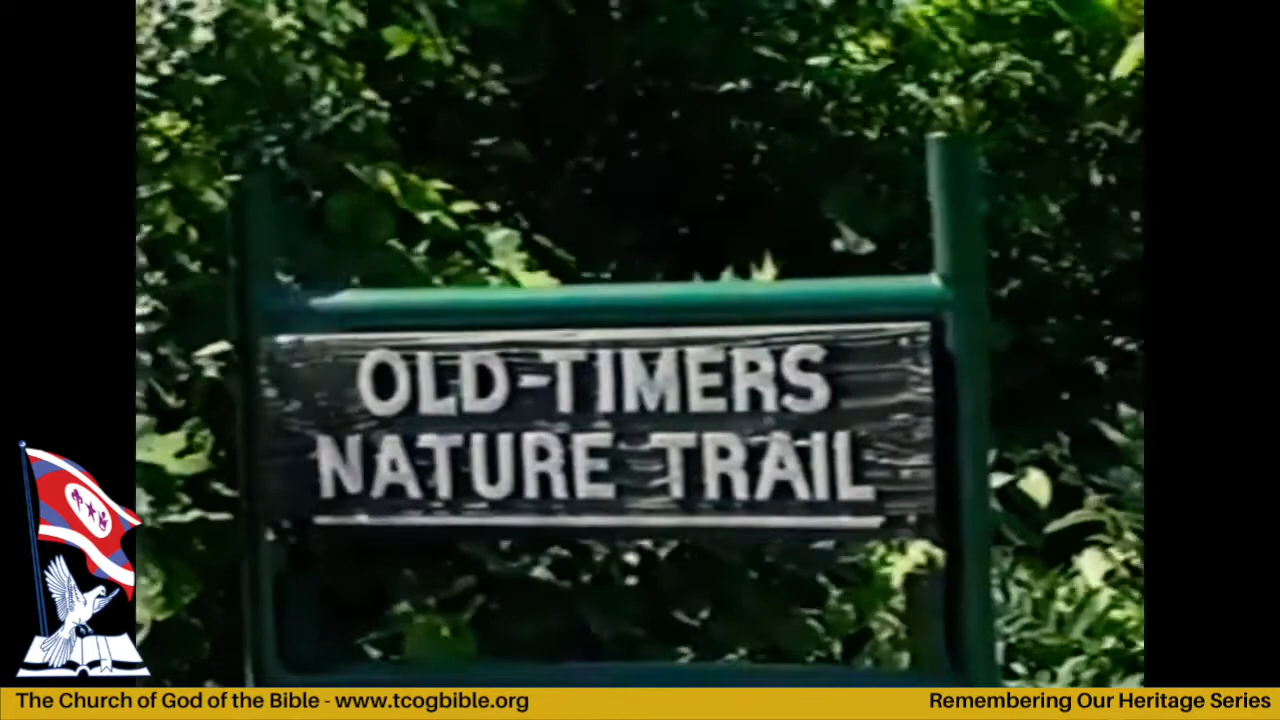 OLD-TIMERS
NATURE TRAIL
The Church of God of the Bible - www.tcogbible.org
Remembering Our Heritage Series